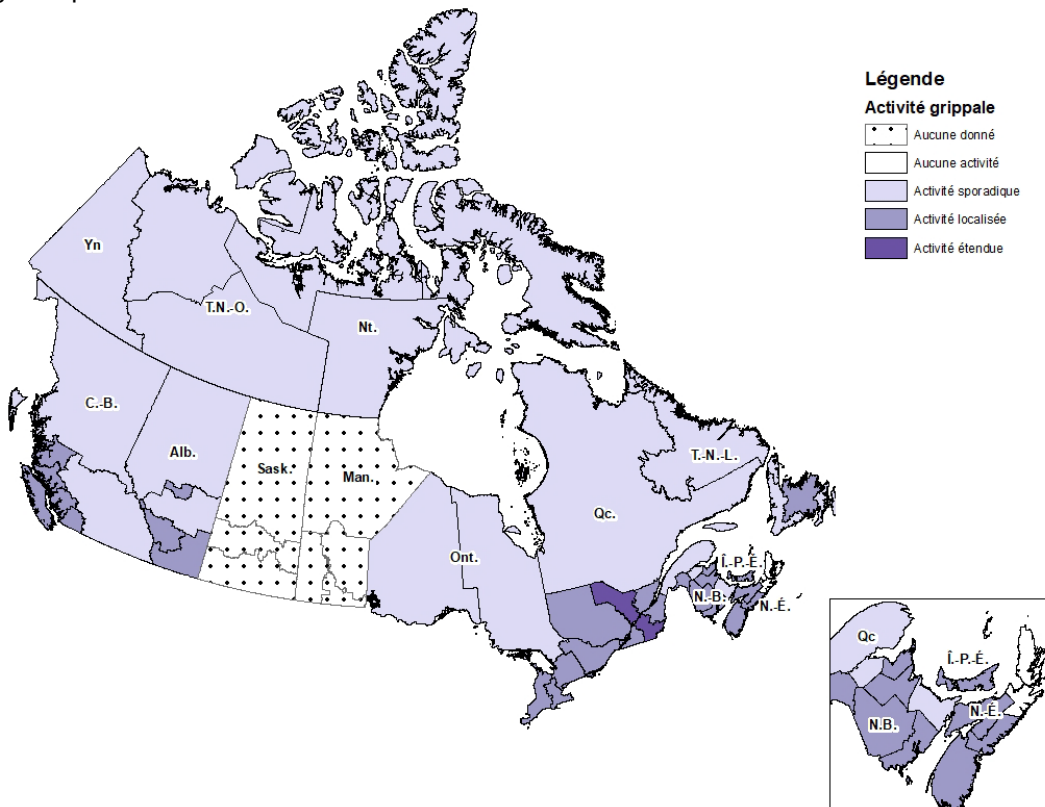 Légende
Activité grippale
Aucune donné
Aucune activité
Activité sporadique
Activité localisée
Activité étendue
Yn
T.N.-O.
Nt.
C.-B.
Alb.
Sask.
Man.
T.-N.-L.
Qc.
Ont.
Î.-P.-É.
N.-B.
N.-É.
Qc
Î.-P.-É.
N.-É.
N.B.